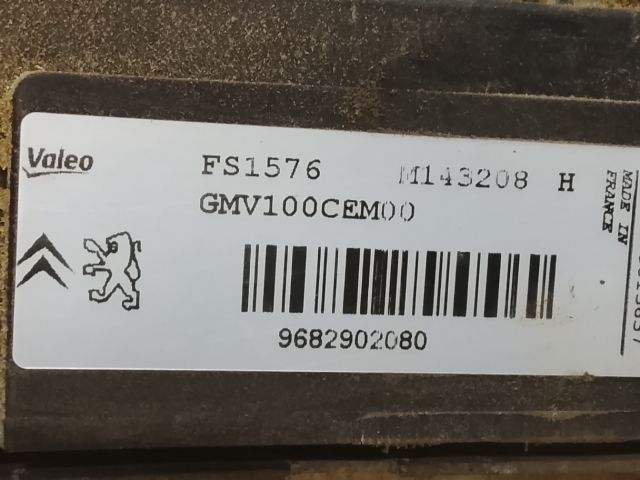 Valeo
FS1576 M143208 H
GMV100CEM00
9682902080
MADE IN
FRANCE